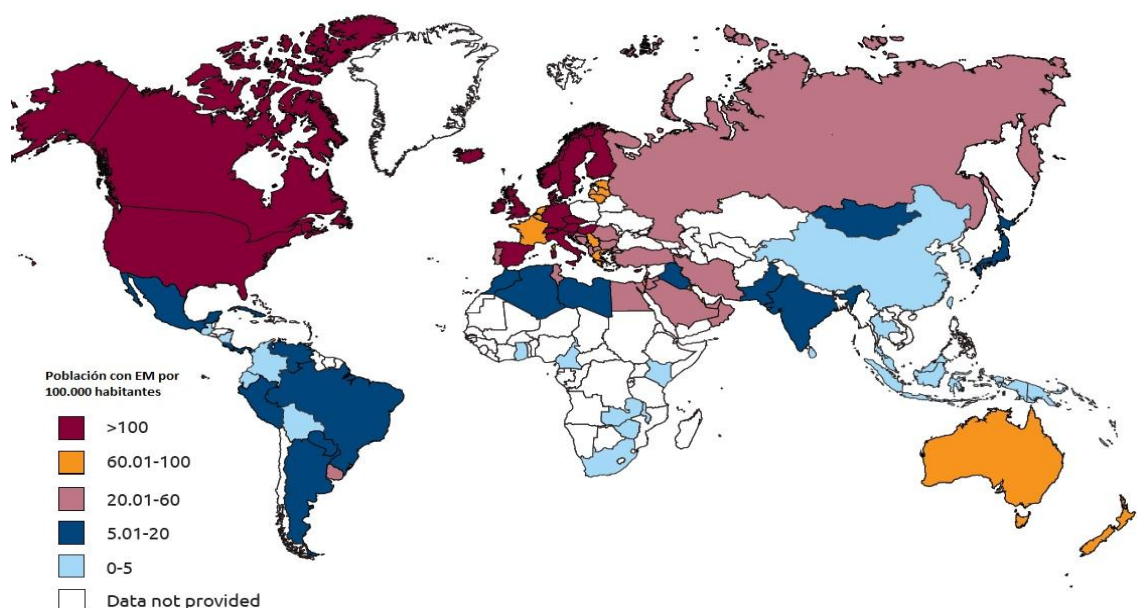 Población con EM por
100.000 habitantes
>100
60.01-100
20.01-60
5.01-20
0-5
Data not provided